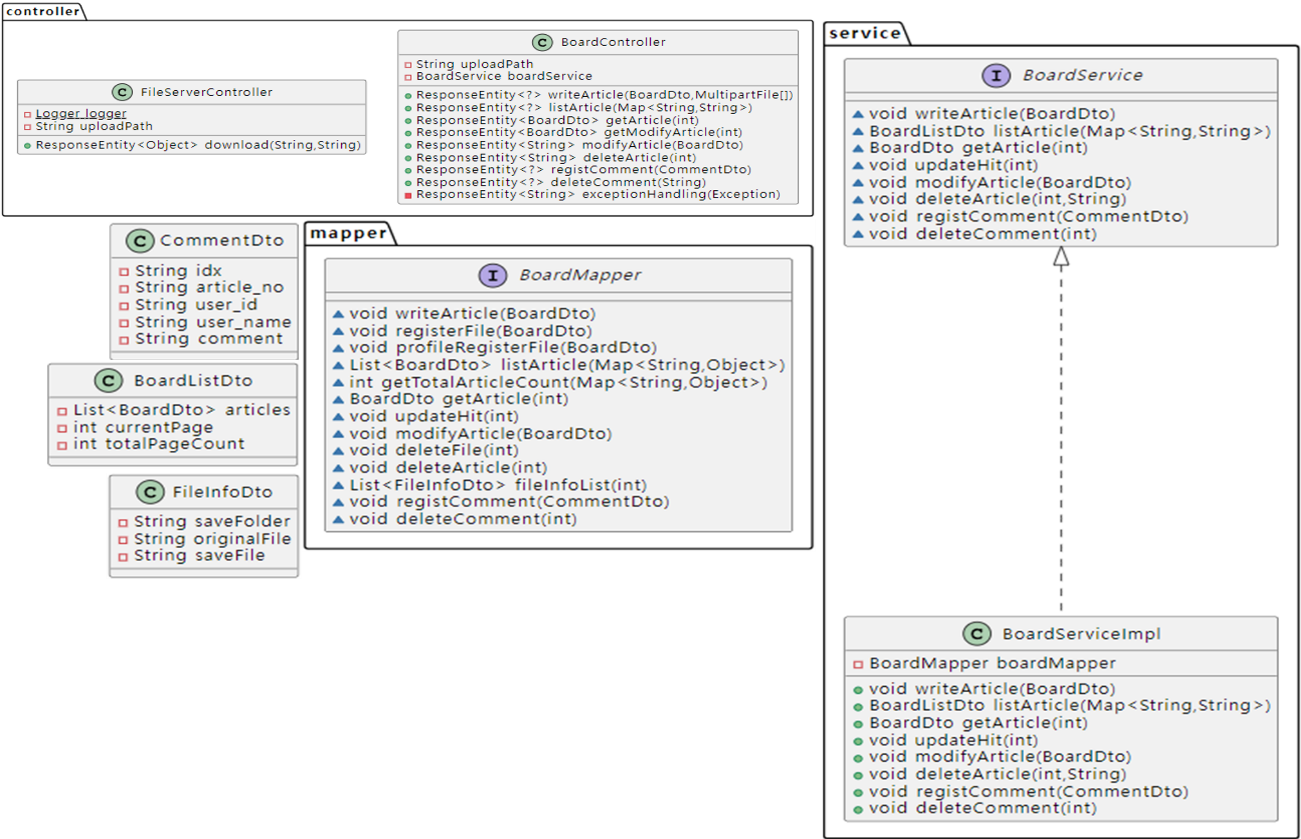 controller
C FileServerController
Logger logger
String uploadPath
ResponseEntity<Object> download(String,String)
C BoardController
String uploadPath
BoardService boardService
ResponseEntity<?> writeArticle(BoardDto,MultipartFile[])
ResponseEntity<?> listArticle(Map<String,String>)
ResponseEntity<BoardDto> getArticle(int)
ResponseEntity<BoardDto> getModifyArticle(int)
ResponseEntity<String> modifyArticle(BoardDto)
ResponseEntity<String> deleteArticle(int)
ResponseEntity<?> registComment(CommentDto)
ResponseEntity<?> deleteComment(String)
ResponseEntity<String> exceptionHandling(Exception)
C CommentDto
String idx
String article_no
String user_id
String user_name
String comment
C BoardListDto
List<BoardDto> articles
int currentPage
int totalPageCount
C FileInfoDto
String saveFolder
String originalFile
String saveFile
mapper
I BoardMapper
void writeArticle(BoardDto)
void registerFile(BoardDto)
void profileRegisterFile(BoardDto)
List<BoardDto> listArticle(Map<String,Object>)
int getTotalArticleCount(Map<String,Object>)
BoardDto getArticle(int)
void updateHit(int)
void modifyArticle(BoardDto)
void deleteFile(int)
void deleteArticle(int)
List<FileInfoDto> fileInfoList(int)
void registComment(CommentDto)
void deleteComment(int)
service
I BoardService
void writeArticle(BoardDto)
BoardListDto listArticle(Map<String,String>)
BoardDto getArticle(int)
void updateHit(int)
void modifyArticle(BoardDto)
void deleteArticle(int,String)
void registComment(CommentDto)
void deleteComment(int)
C BoardServiceImpl
BoardMapper boardMapper
void writeArticle(BoardDto)
BoardListDto listArticle(Map<String,String>)
BoardDto getArticle(int)
void updateHit(int)
void modifyArticle(BoardDto)
void deleteArticle(int,String)
void registComment(CommentDto)
void deleteComment(int)